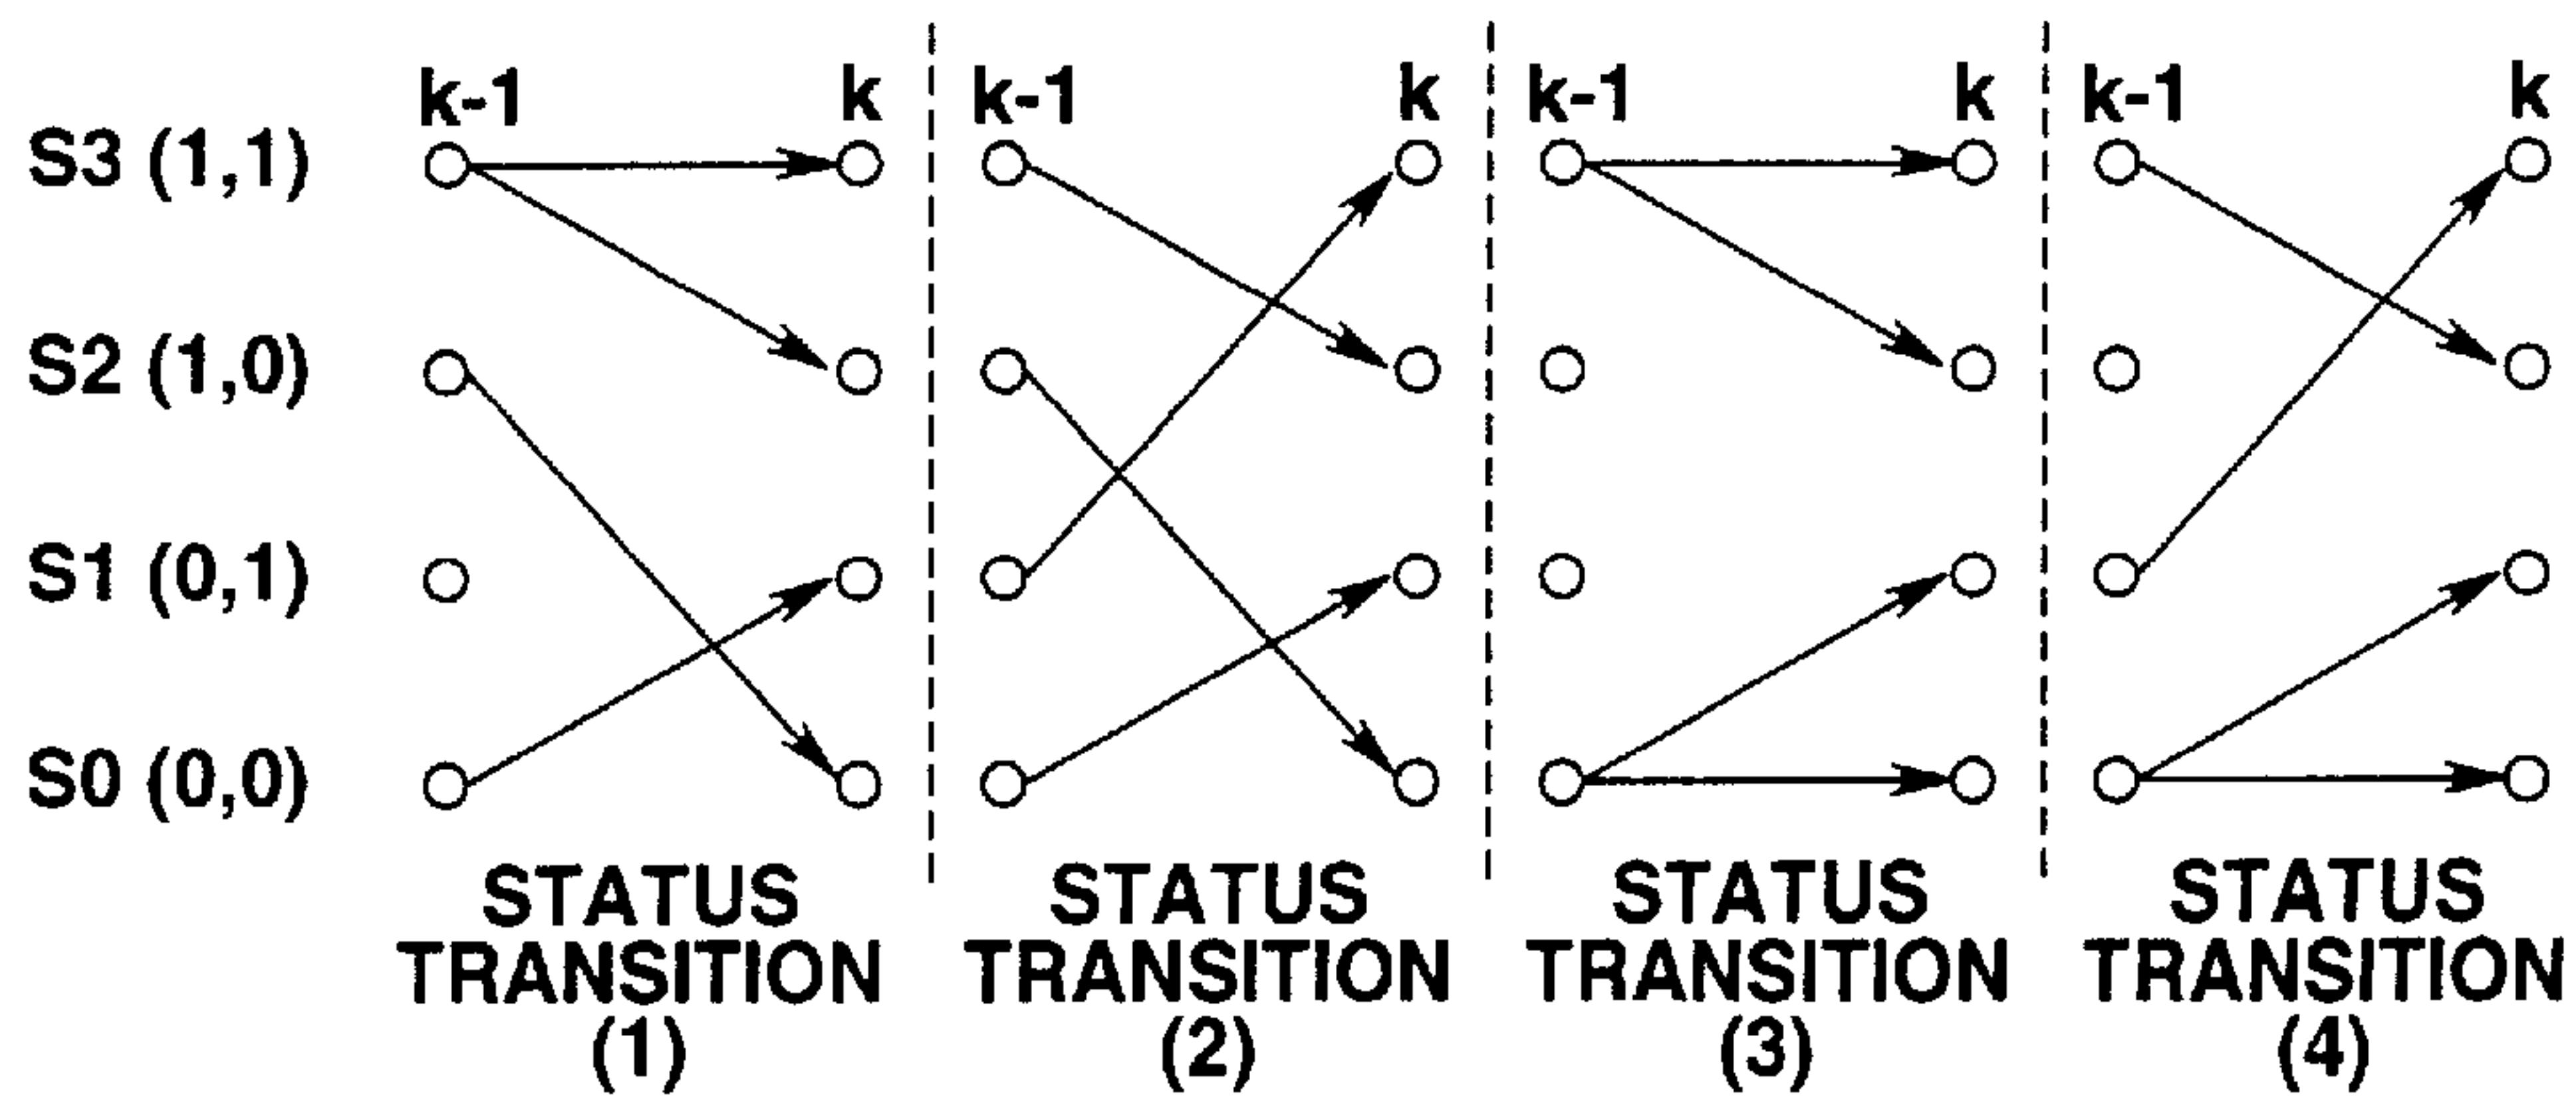 k-1 k k-1 k k-1 k k-1 k
S3 (1,1)
S2 (1,0)
S1 (0,1)
S0 (0,0)
STATUS STATUS STATUS STATUS
TRANSITION TRANSITION TRANSITION TRANSITION
(1) (2) (3) (4)